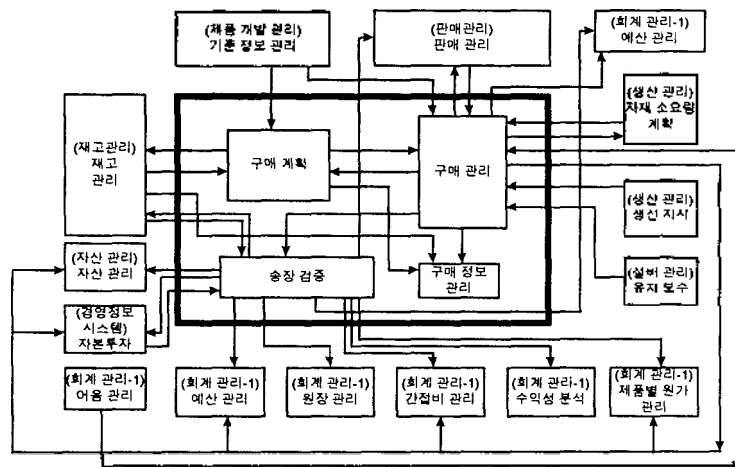 (제품 개발 관리)
기준 정보 관리
(판매관리)
판매 관리
(회계 관리-1)
예산 관리
(생산 관리)
자재 소요량
계획
(재고관리)
재고
관리
구매 계획
구매 관리
(생산 관리)
생산 지시
(자산 관리)
자산 관리
송장 검증
구매 정보
관리
(설비 관리)
유지 보수
(경영정보
시스템)
자본투자
(회계 관리-1)
어음 관리
(회계 관리-1)
예산 관리
(회계 관리-1)
원장 관리
(회계 관리-1)
간접비 관리
(회계 관리-1)
수익성 분석
(회계 관리-1)
제품별 원가
관리